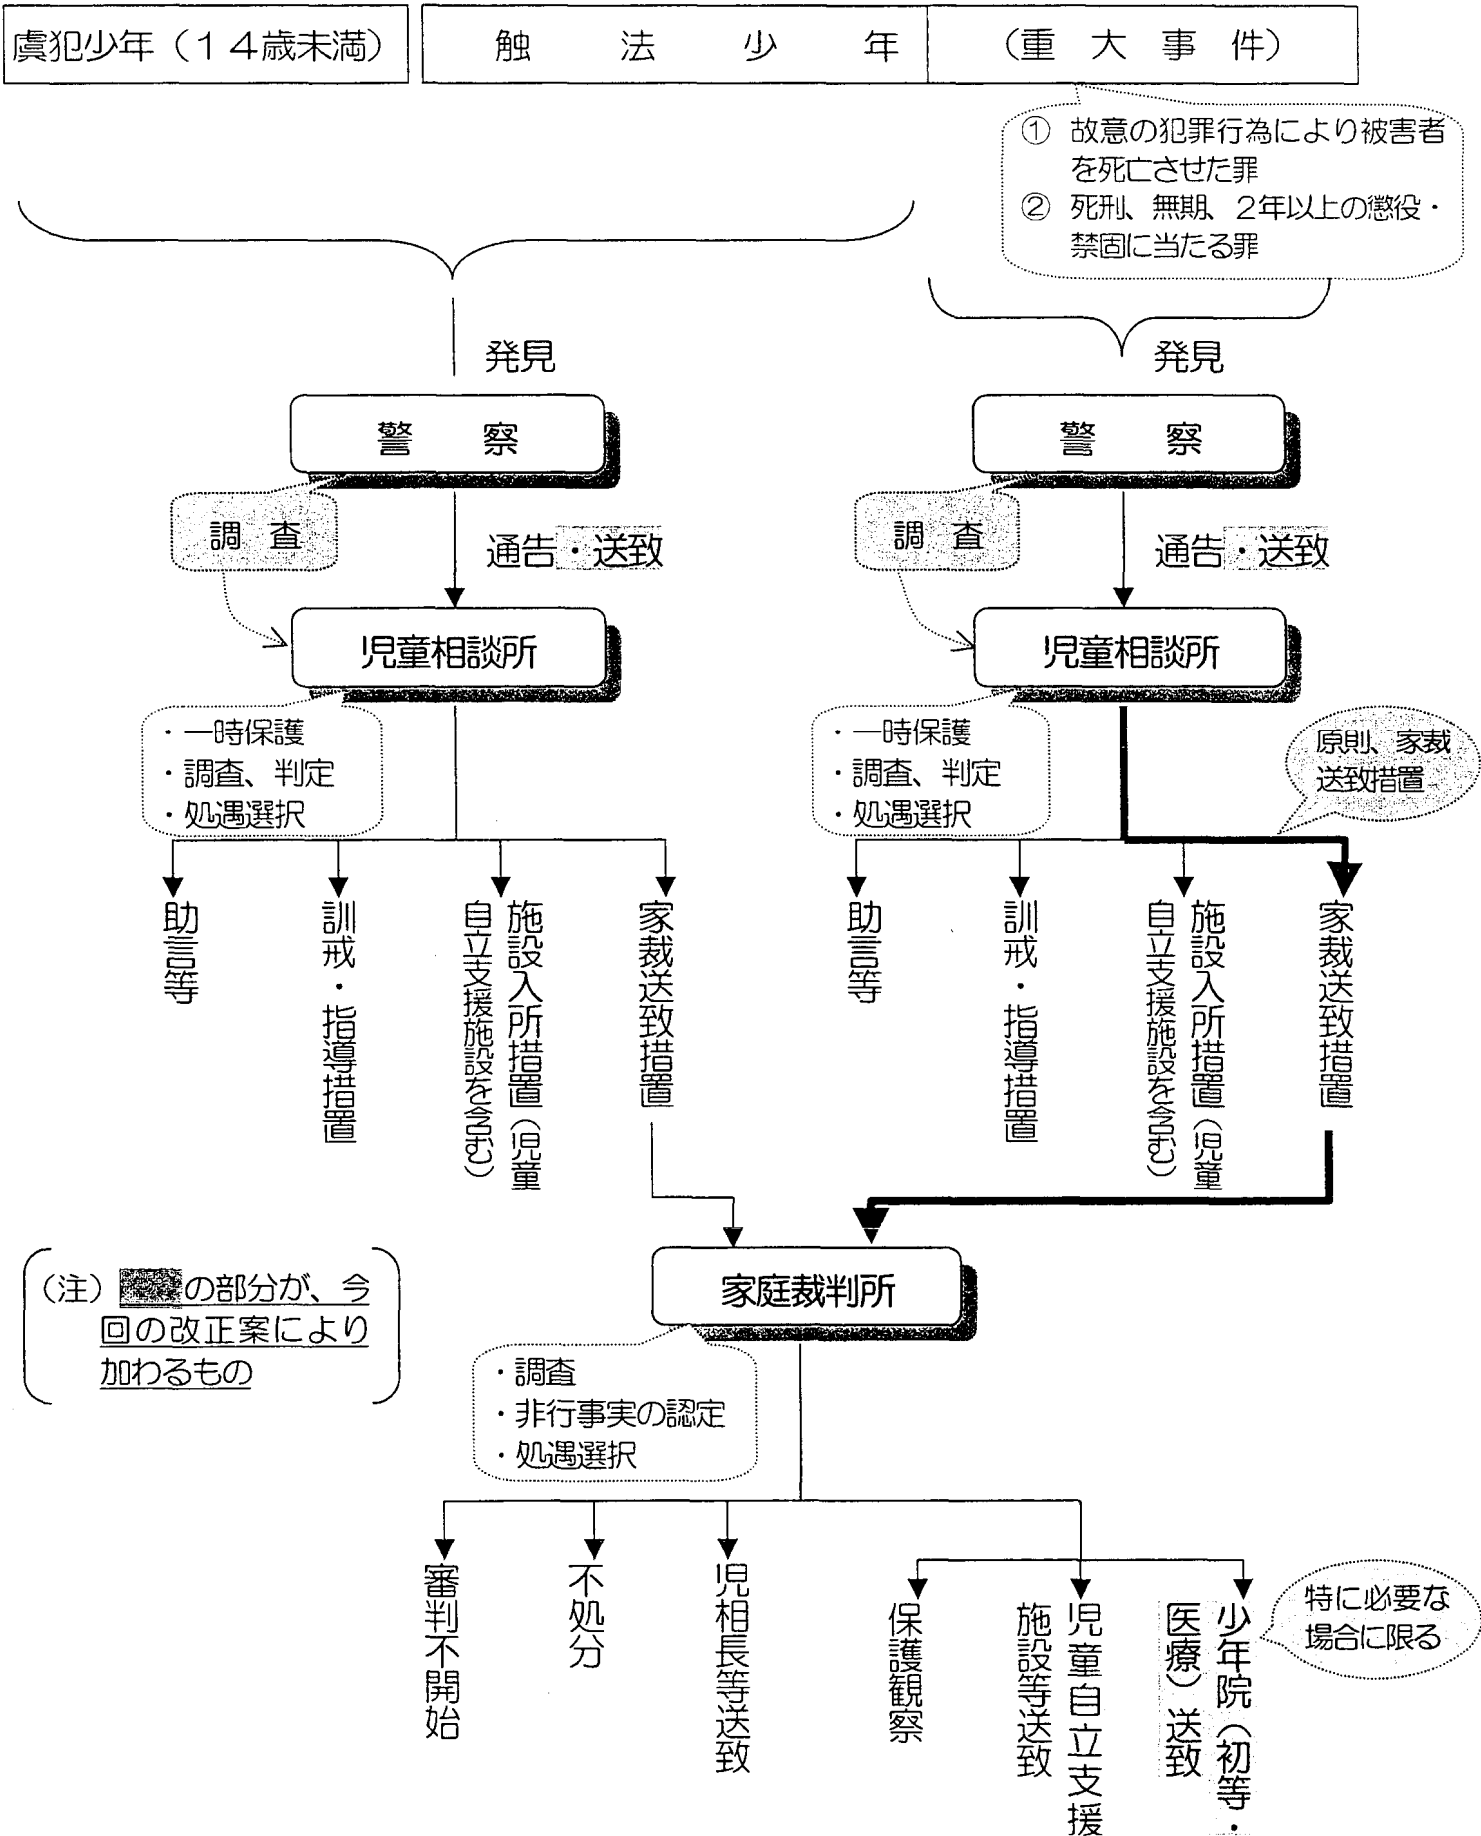 虞犯少年（１４歳未満）
触法少年
（重大事件）
① 故意の犯罪行為により被害者
を死亡させた罪
② 死刑、無期、２年以上の懲役・
禁固に当たる罪
発見
警察
調査
通告・送致
児童相談所
・一時保護
・調査、判定
・処遇選択
助言等
訓戒・指導措置
施設入所措置（児童
自立支援施設を含む）
家裁送致措置
発見
警察
調査
通告・送致
児童相談所
・一時保護
・調査、判定
・処遇選択
原則、家裁
送致措置
助言等
訓戒・指導措置
施設入所措置（児童
自立支援施設を含む）
家裁送致措置
（注）の部分が、今
回の改正案により
加わるもの
家庭裁判所
・調査
・非行事実の認定
・処遇選択
審判不開始
不処分
児相長等送致
保護観察
児童自立支援
施設等送致
少年院（初等・
医療）送致
特に必要な
場合に限る